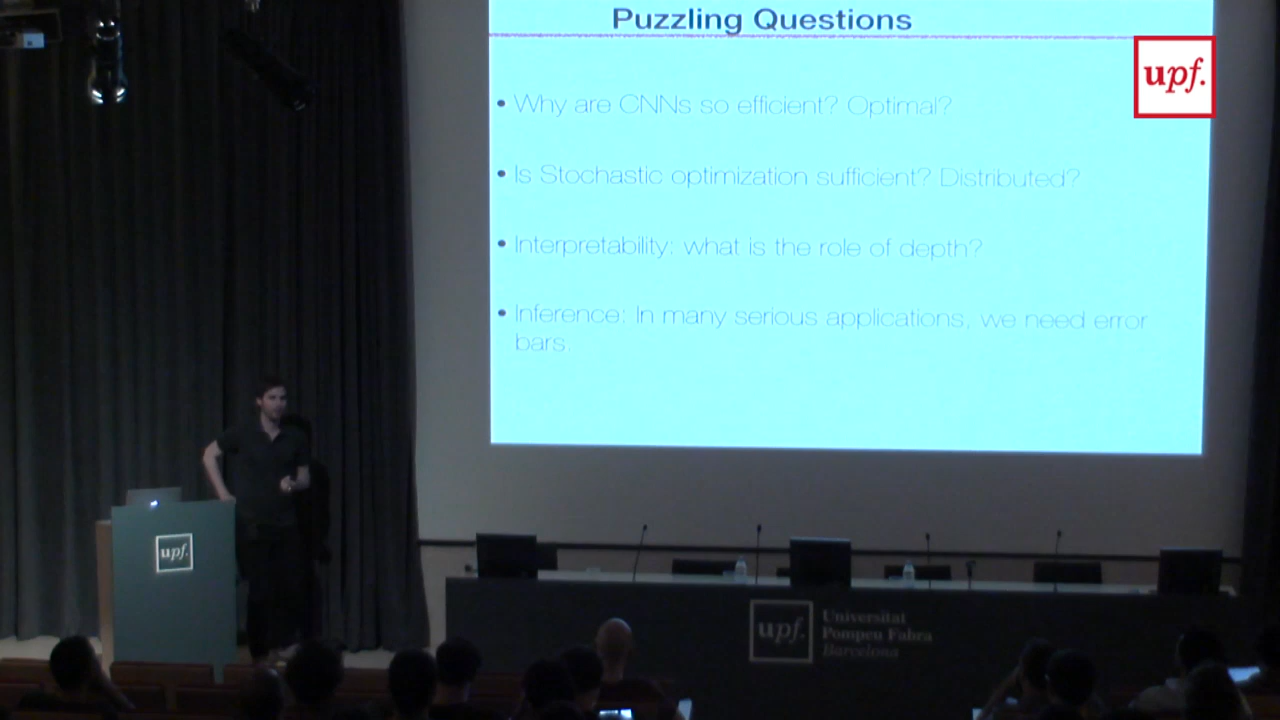 Puzzling Questions
upf.
• Why are CNNs so efficient? Optimal?
• Is Stochastic optimization sufficient? Distributed?
• Interpretability: what is the role of depth?
• Inference: In many serious applications, we need error
bars.
upf.
upf.
Universitat
Pompeu Fabra
Barcelona